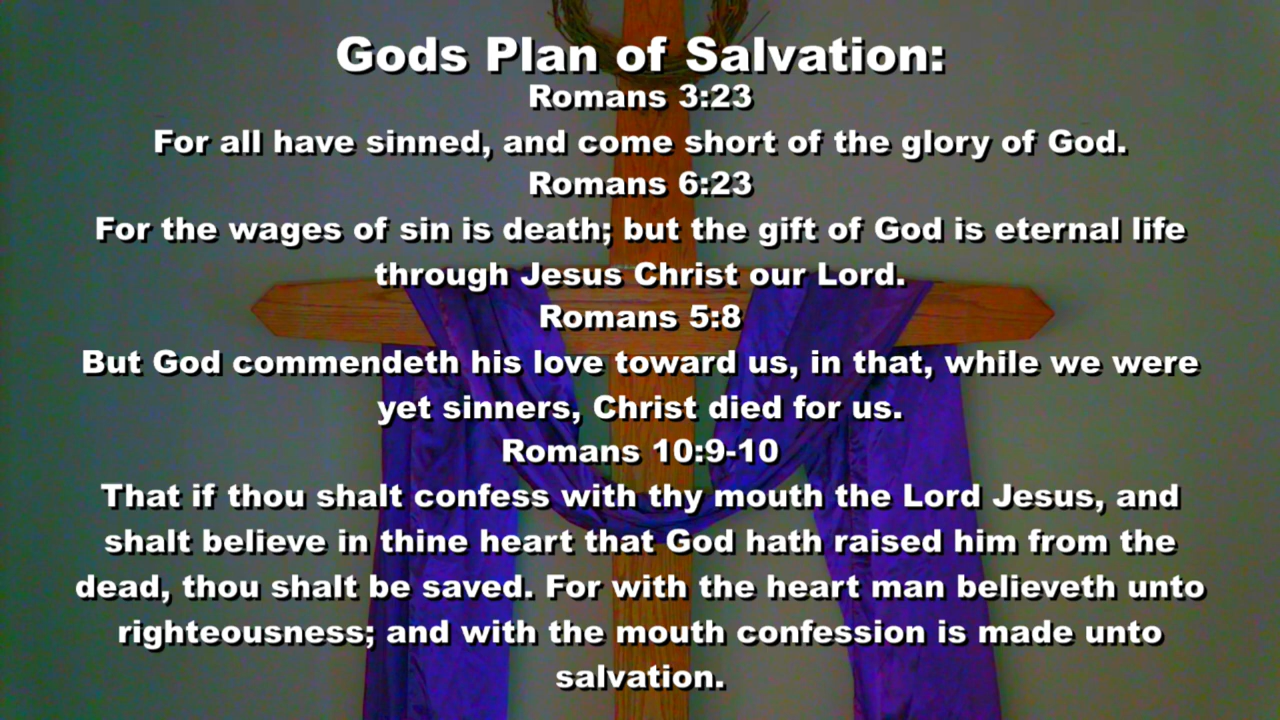 Gods Plan of Salvation:
Romans 3:23
For all have sinned, and come short of the glory of God.
Romans 6:23
For the wages of sin is death; but the gift of God is eternal life
through Jesus Christ our Lord.
Romans 5:8
But God commendeth his love toward us, in that, while we were
yet sinners, Christ died for us.
Romans 10:9-10
That if thou shalt confess with thy mouth the Lord Jesus, and
shalt believe in thine heart that God hath raised him from the
dead, thou shalt be saved. For with the heart man believeth unto
righteousness; and with the mouth confession is made unto
salvation.